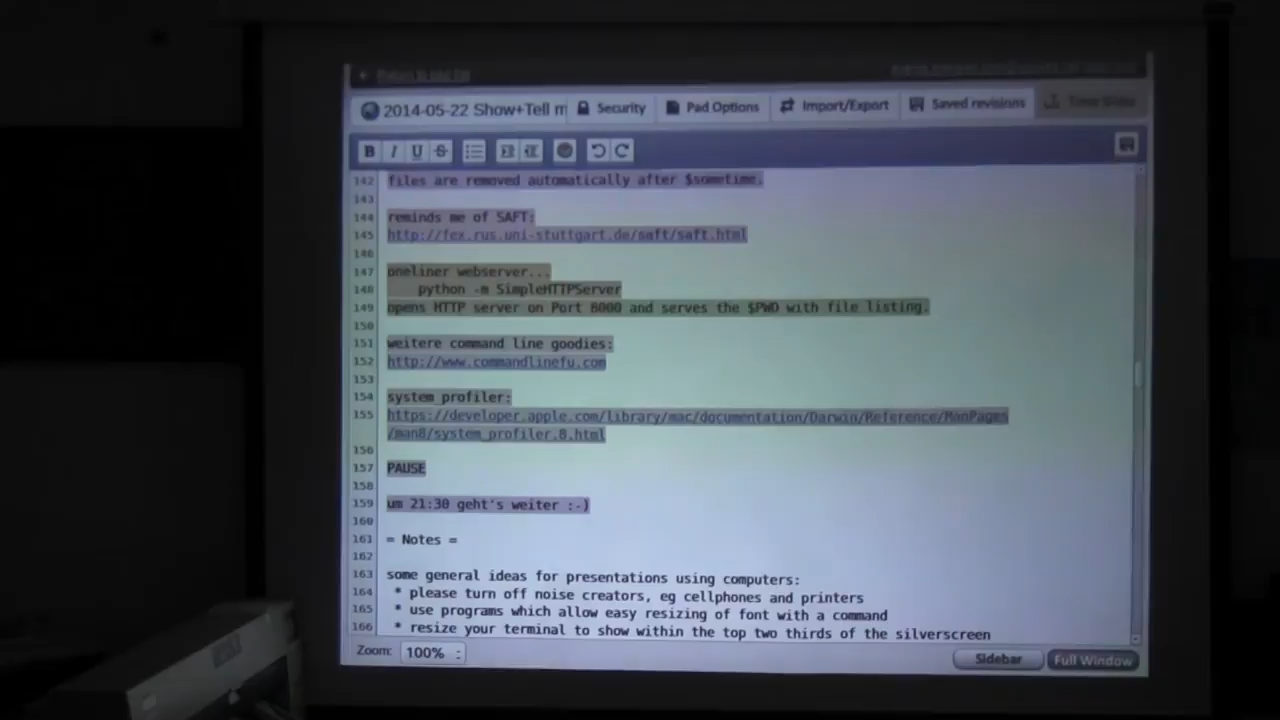 2014-05-22 Show+Tell m
Security
Pad Options
Import/Export
Saved revisions
Time Slider
B I U S
142 files are removed automatically after $sometime.
143
144 reminds me of SAFT:
145 http://fex.rus.uni-stuttgart.de/saft/saft.html
146
147 oneliner webserver...
148 python -m SimpleHTTPServer
149 opens HTTP server on Port 8000 and serves the $PWD with file listing.
150
151 weitere command line goodies:
152 http://www.commandlinefu.com
153
154 system_profiler:
155 https://developer.apple.com/library/mac/documentation/Darwin/Reference/ManPages
/man8/system_profiler.8.html
156
157 PAUSE
158
159 um 21:30 geht's weiter :-)
160
161 = Notes =
162
163 some general ideas for presentations using computers:
164 * please turn off noise creators, eg cellphones and printers
165 * use programs which allow easy resizing of font with a command
166 * resize your terminal to show within the top two thirds of the silverscreen
Zoom: 100%
Sidebar
Full Window